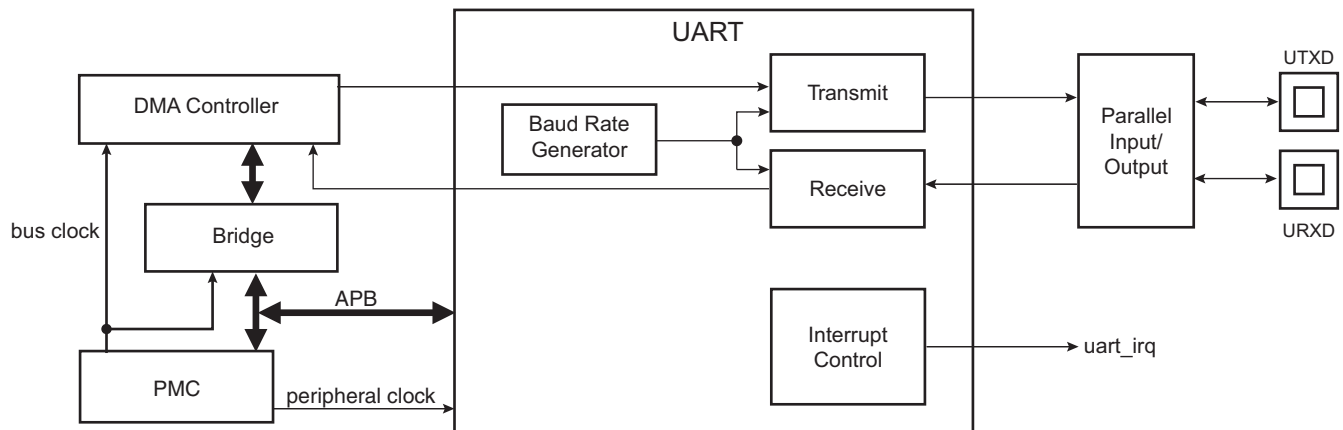 UART
UTXD
DMA Controller
Transmit
Baud Rate
Generator
Parallel
Input/
Output
Receive
bus clock
Bridge
URXD
APB
Interrupt
Control
uart_irq
PMC
peripheral clock